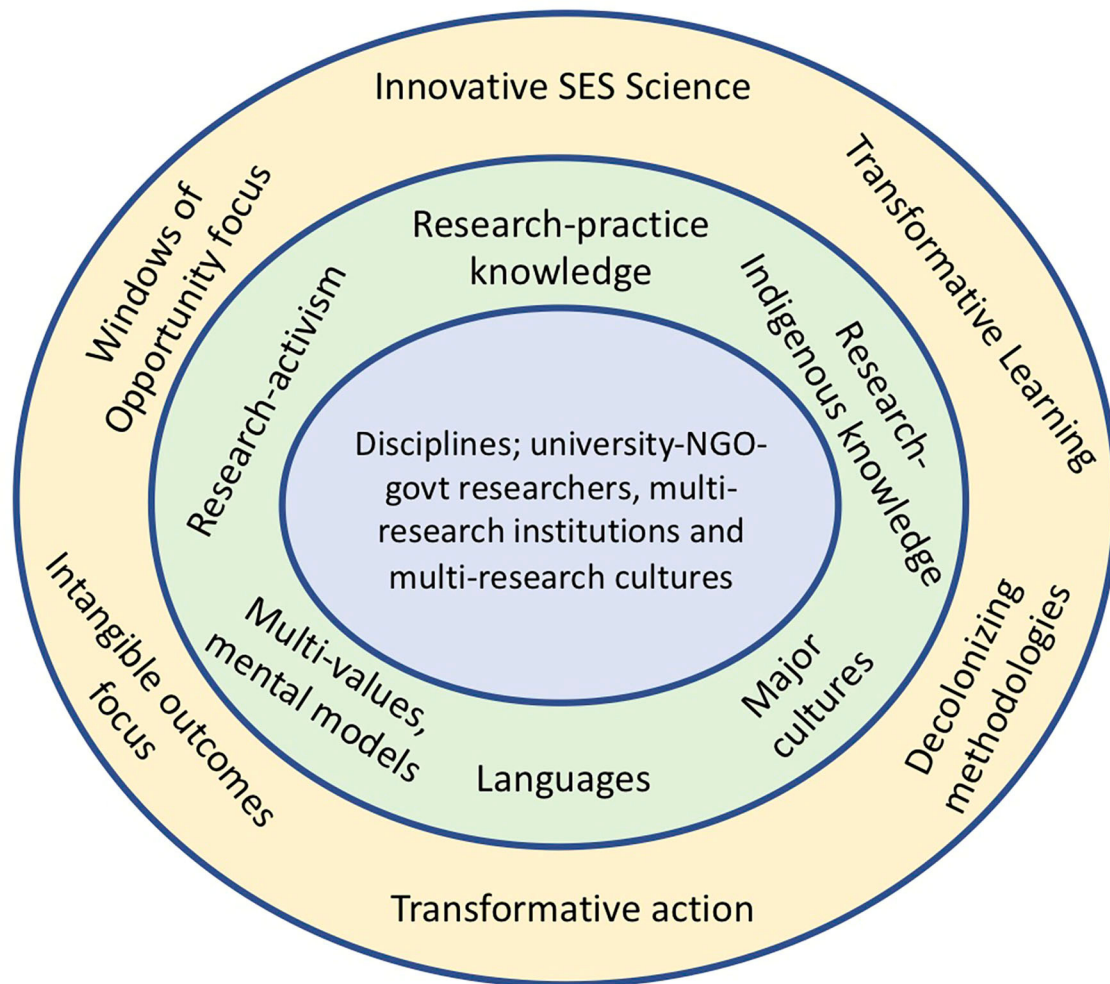 Innovative SES Science
Transformative Learning
Decolonizing
methodologies
Transformative action
Intangible outcomes
focus
Windows of
Opportunity focus
Research-practice
knowledge
Research-
Indigenous knowledge
Major
cultures
Languages
Multi-values,
mental models
Research-activism
Disciplines; university-NGO-
govt researchers, multi-
research institutions and
multi-research cultures